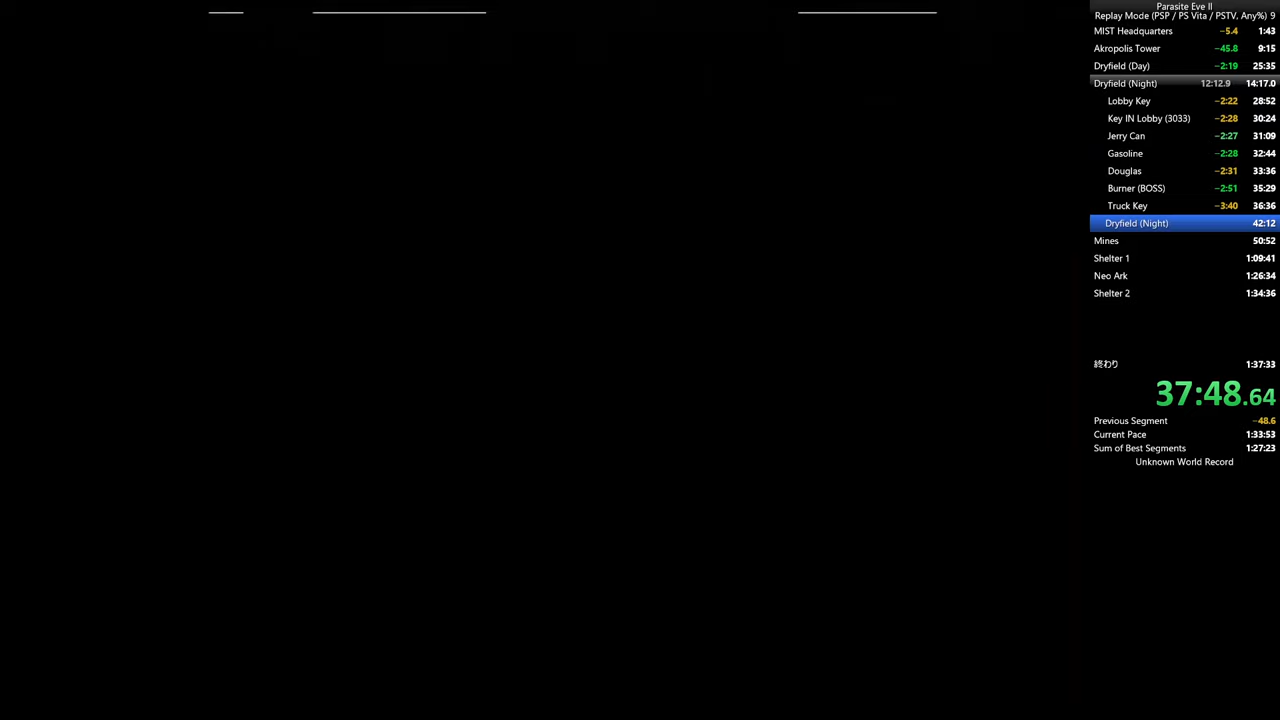 Parasite Eve II
Replay Mode (PSP / PS Vita / PSTV, Any%) 9
MIST Headquarters −5.4 1:43
Akropolis Tower −45.8 9:15
Dryfield (Day) −2:19 25:35
Dryfield (Night) 12:12.9 14:17.0
Lobby Key −2:22 28:52
Key IN Lobby (3033) −2:28 30:24
Jerry Can −2:27 31:09
Gasoline −2:28 32:44
Douglas −2:31 33:36
Burner (BOSS) −2:51 35:29
Truck Key −3:40 36:36
Dryfield (Night) 42:12
Mines 50:52
Shelter 1 1:09:41
Neo Ark 1:26:34
Shelter 2 1:34:36
終わり 1:37:33
37:48.64
Previous Segment −48.6
Current Pace 1:33:53
Sum of Best Segments 1:27:23
Unknown World Record